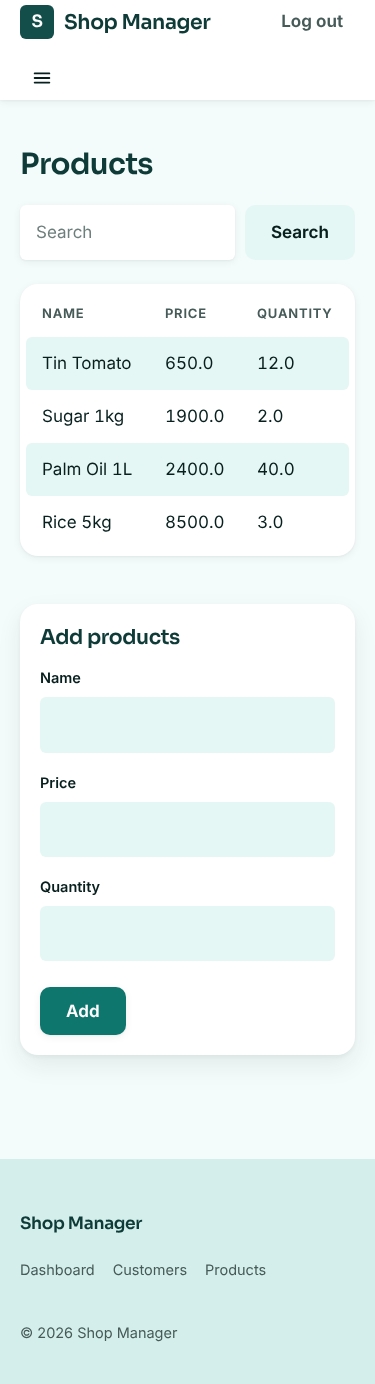 S Shop Manager Log out
Products
Search Search
NAME PRICE QUANTITY
Tin Tomato 650.0 12.0
Sugar 1kg 1900.0 2.0
Palm Oil 1L 2400.0 40.0
Rice 5kg 8500.0 3.0
Add products
Name
Price
Quantity
Add
Shop Manager
Dashboard Customers Products
© 2026 Shop Manager